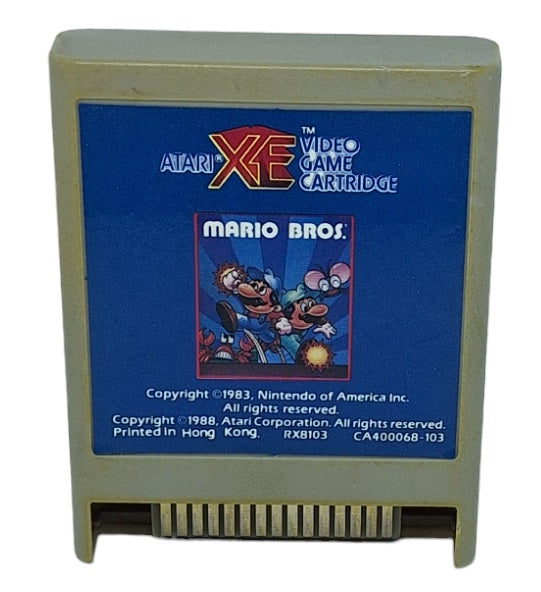 ATARI® XE ™ VIDEO
GAME
CARTRIDGE
MARIO BROS.™
Copyright ©1983, Nintendo of America Inc.
All rights reserved.
Copyright ©1988, Atari Corporation. All rights reserved.
Printed in Hong Kong. RX8103 CA400068-103